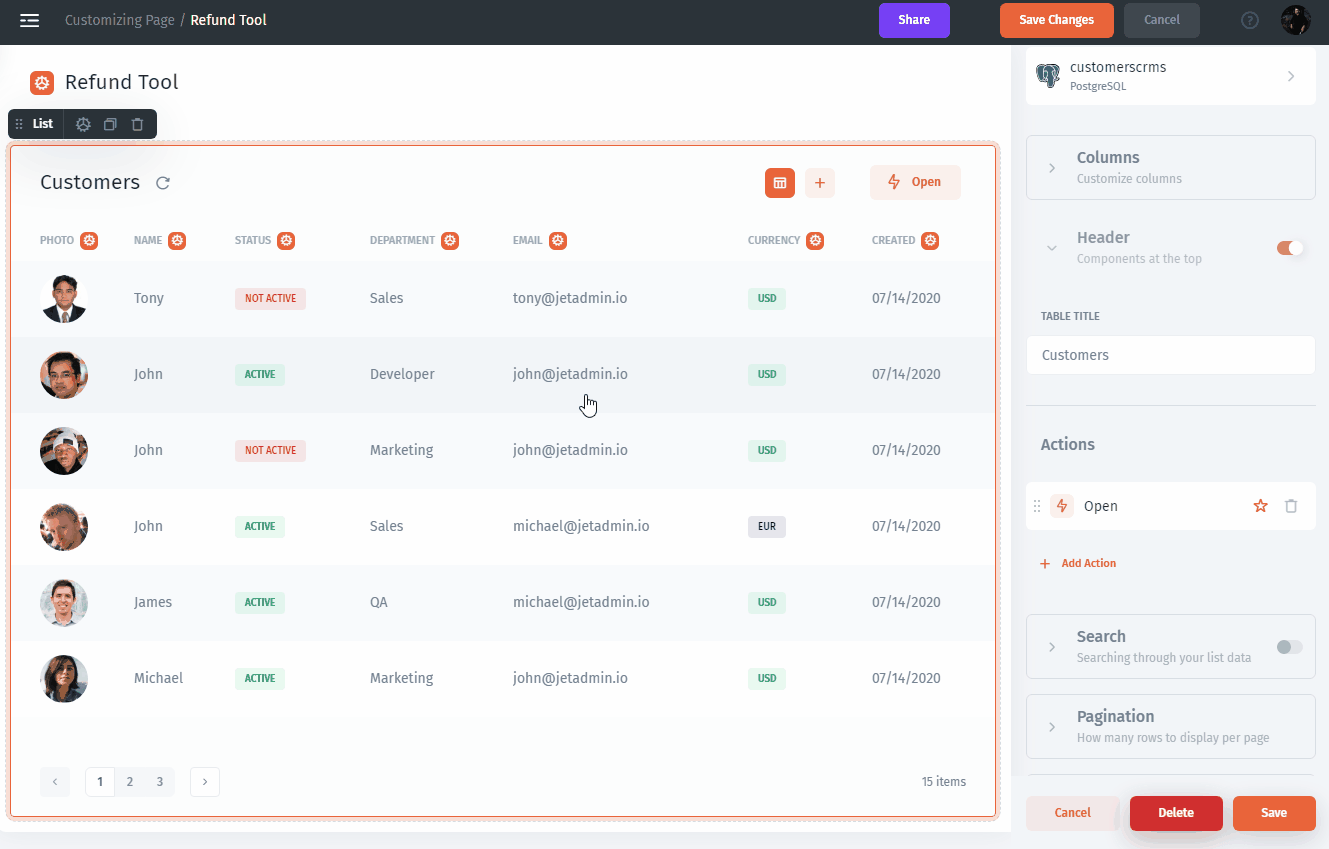 Customizing Page / Refund Tool
Share
Save Changes
Cancel
?
Refund Tool
List
Customers
Open
PHOTO NAME STATUS DEPARTMENT EMAIL CURRENCY CREATED
Tony NOT ACTIVE Sales tony@jetadmin.io USD 07/14/2020
John ACTIVE Developer john@jetadmin.io USD 07/14/2020
John NOT ACTIVE Marketing john@jetadmin.io USD 07/14/2020
John ACTIVE Sales michael@jetadmin.io EUR 07/14/2020
James ACTIVE QA michael@jetadmin.io USD 07/14/2020
Michael ACTIVE Marketing john@jetadmin.io USD 07/14/2020
1 2 3
15 items
customerscrms
PostgreSQL
Columns
Customize columns
Header
Components at the top
TABLE TITLE
Customers
Actions
Open
+ Add Action
Search
Searching through your list data
Pagination
How many rows to display per page
Cancel
Delete
Save